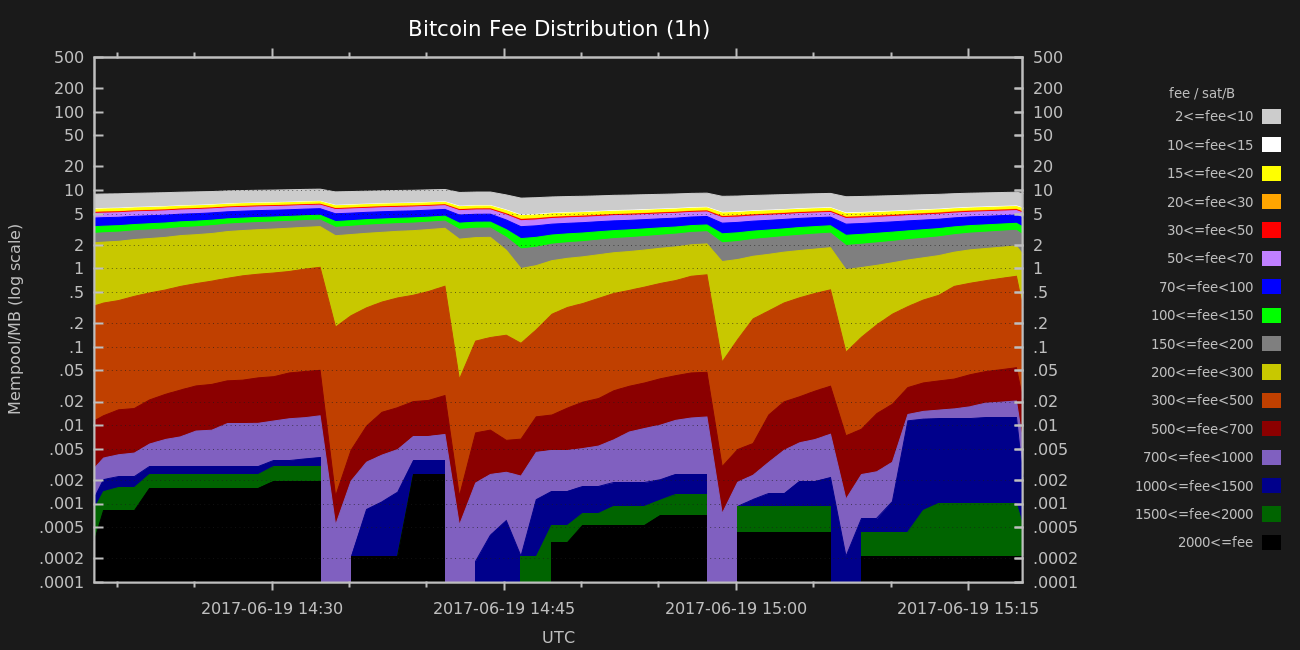 Bitcoin Fee Distribution (1h)
500 500
200 200
100 100
50 50
20 20
10 10
5 5
2 2
1 1
.5 .5
.2 .2
.1 .1
.05 .05
.02 .02
.01 .01
.005 .005
.002 .002
.001 .001
.0005 .0005
.0002 .0002
.0001 .0001
Mempool/MB (log scale)
2017-06-19 14:30 2017-06-19 14:45 2017-06-19 15:00 2017-06-19 15:15
UTC
fee / sat/B
2<=fee<10
10<=fee<15
15<=fee<20
20<=fee<30
30<=fee<50
50<=fee<70
70<=fee<100
100<=fee<150
150<=fee<200
200<=fee<300
300<=fee<500
500<=fee<700
700<=fee<1000
1000<=fee<1500
1500<=fee<2000
2000<=fee